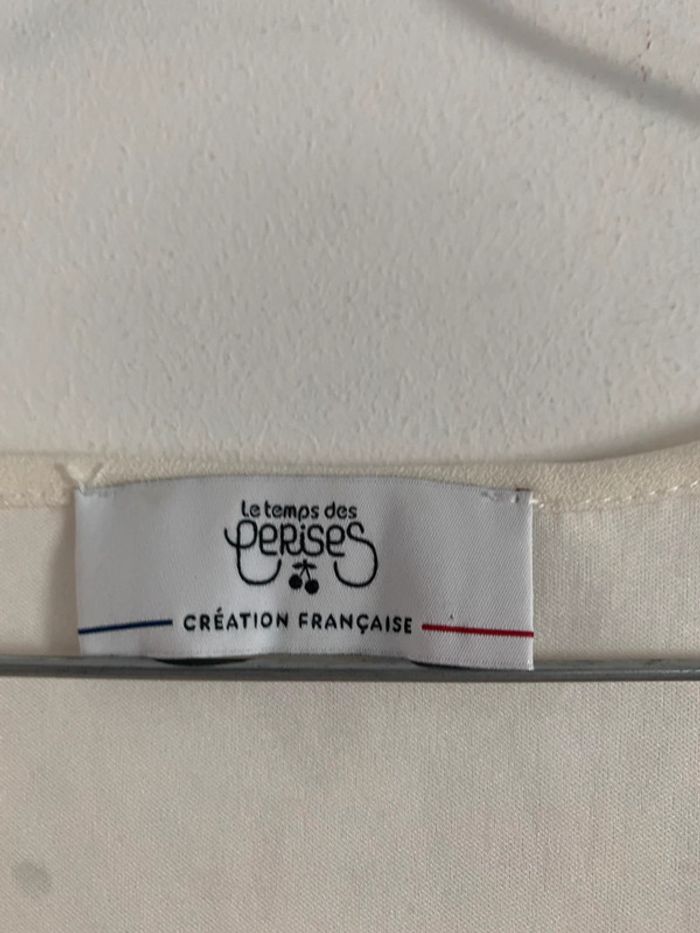 Le temps des
CERISES
CRÉATION FRANÇAISE